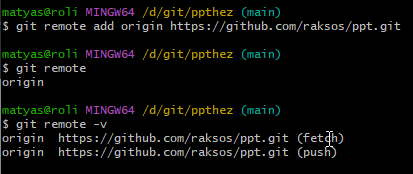 matyas@roli MINGW64 /d/git/ppthez (main)
$ git remote add origin https://github.com/raksos/ppt.git
matyas@roli MINGW64 /d/git/ppthez (main)
$ git remote
origin
matyas@roli MINGW64 /d/git/ppthez (main)
$ git remote -v
origin  https://github.com/raksos/ppt.git (fetch)
origin  https://github.com/raksos/ppt.git (push)